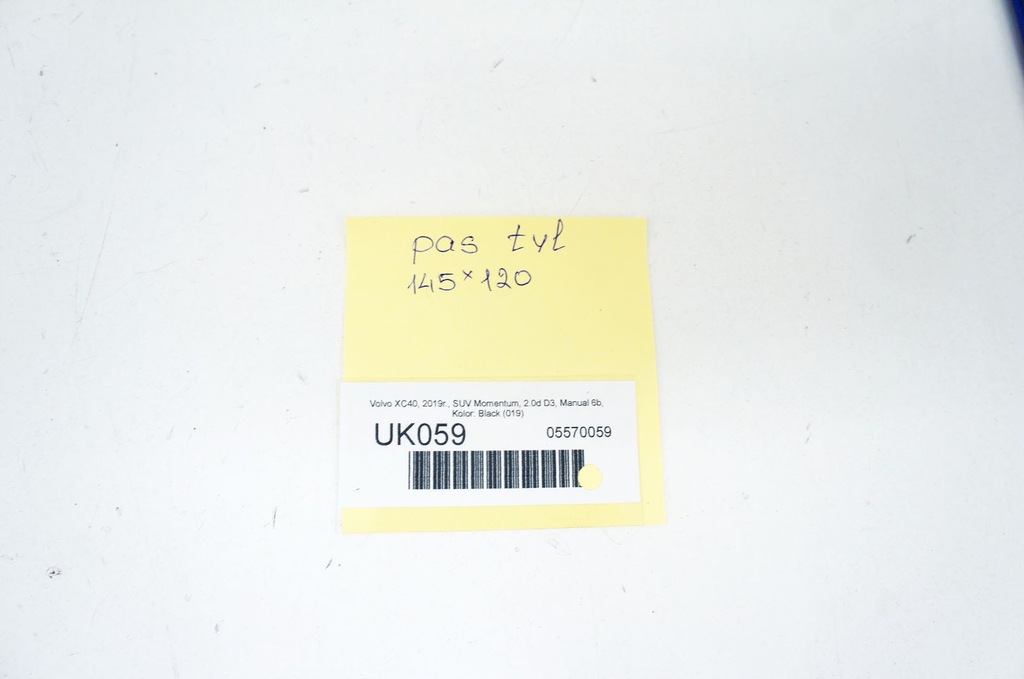 pas tył
145x120
Volvo XC40, 2019r., SUV Momentum, 2.0d D3, Manual 6b,
Kolor: Black (019)
UK059 05570059